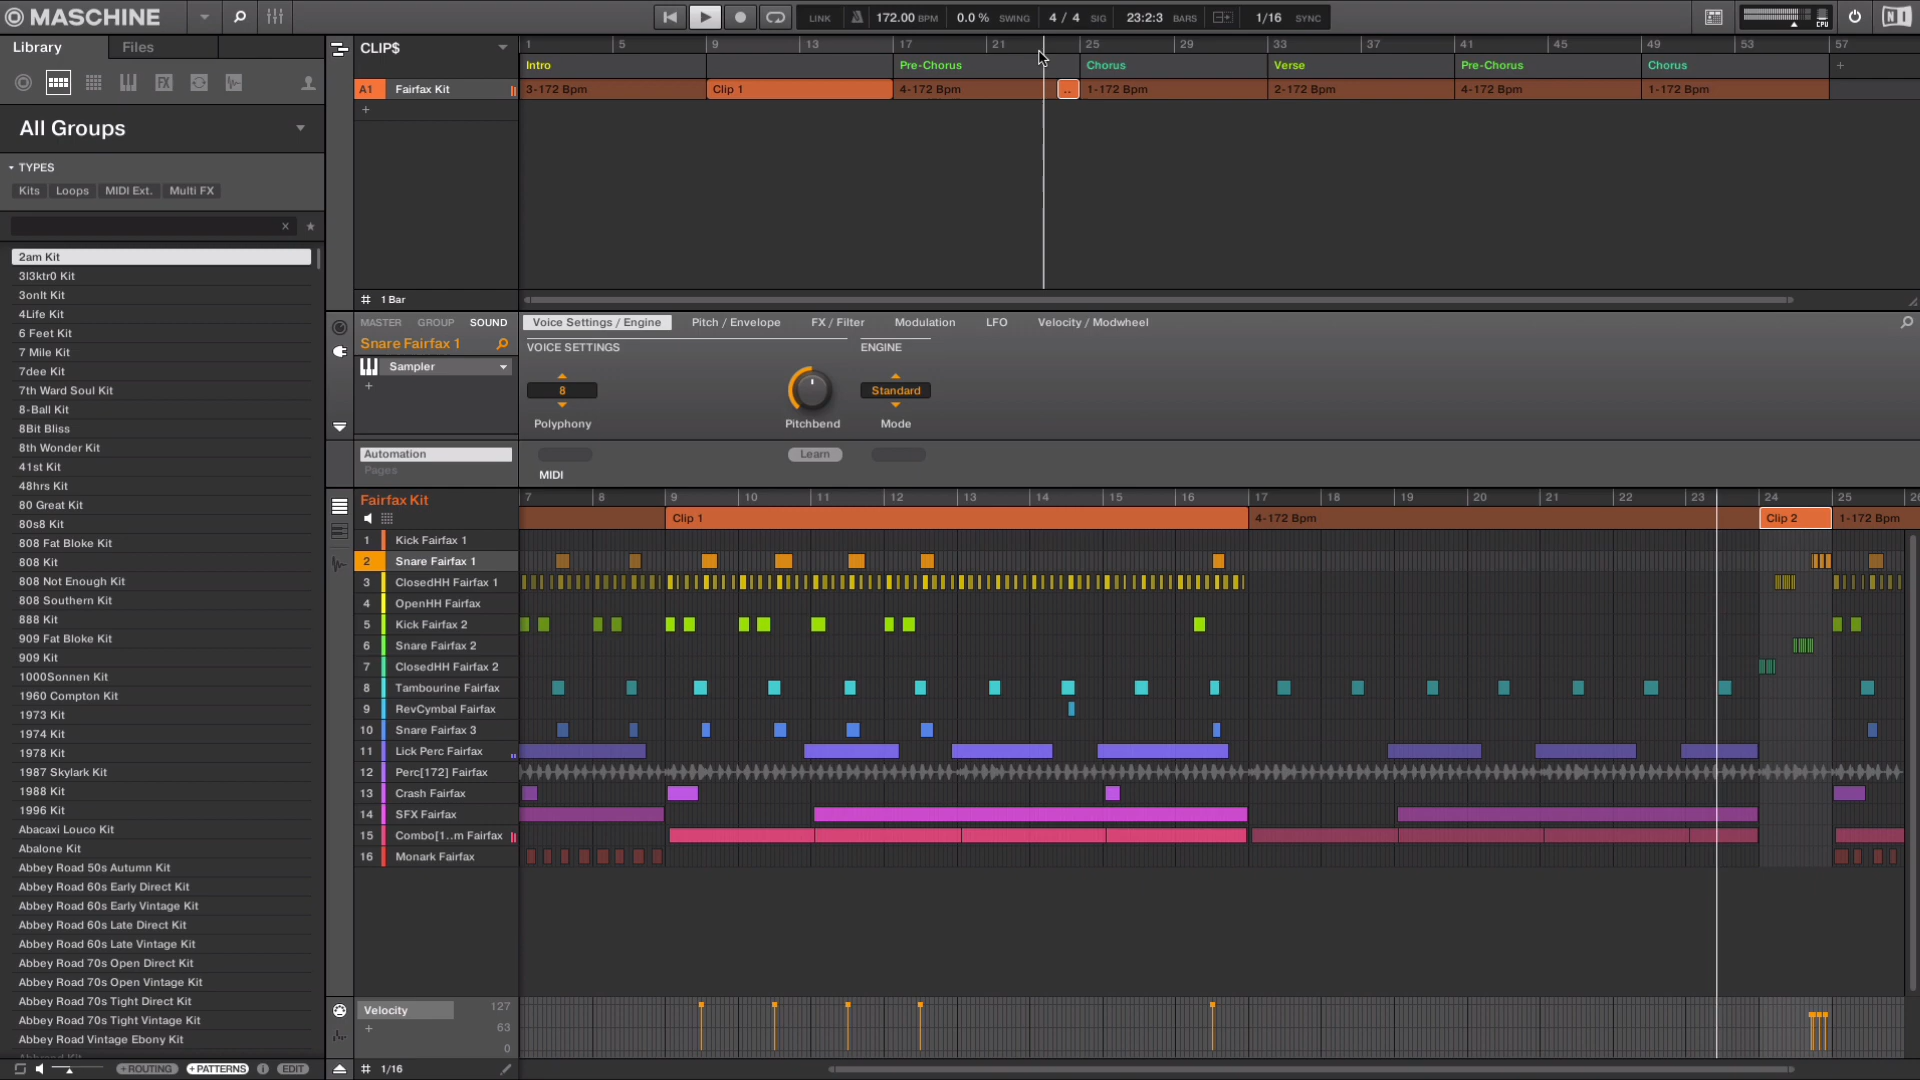 MASCHINE
LINK 172.00 BPM 0.0 % SWING 4 / 4 SIG 23:2:3 BARS 1/16 SYNC CPU NI
Library Files
All Groups
TYPES
Kits Loops MIDI Ext. Multi FX
2am Kit
3l3ktr0 Kit
3onIt Kit
4Life Kit
6 Feet Kit
7 Mile Kit
7dee Kit
7th Ward Soul Kit
8-Ball Kit
8Bit Bliss
8th Wonder Kit
41st Kit
48hrs Kit
80 Great Kit
80s8 Kit
808 Fat Bloke Kit
808 Kit
808 Not Enough Kit
808 Southern Kit
888 Kit
909 Fat Bloke Kit
909 Kit
1000Sonnen Kit
1960 Compton Kit
1973 Kit
1974 Kit
1978 Kit
1987 Skylark Kit
1988 Kit
1996 Kit
Abacaxi Louco Kit
Abalone Kit
Abbey Road 50s Autumn Kit
Abbey Road 60s Early Direct Kit
Abbey Road 60s Early Vintage Kit
Abbey Road 60s Late Direct Kit
Abbey Road 60s Late Vintage Kit
Abbey Road 70s Open Direct Kit
Abbey Road 70s Open Vintage Kit
Abbey Road 70s Tight Direct Kit
Abbey Road 70s Tight Vintage Kit
Abbey Road Vintage Ebony Kit
+ROUTING +PATTERNS i EDIT
CLIP$
1 5 9 13 17 21 25 29 33 37 41 45 49 53 57
Intro Pre-Chorus Chorus Verse Pre-Chorus Chorus +
A1 Fairfax Kit 3-172 Bpm Clip 1 4-172 Bpm .. 1-172 Bpm 2-172 Bpm 4-172 Bpm 1-172 Bpm
+
# 1 Bar
MASTER GROUP SOUND Voice Settings / Engine Pitch / Envelope FX / Filter Modulation LFO Velocity / Modwheel
Snare Fairfax 1 VOICE SETTINGS ENGINE
Sampler
+
8 Standard
Polyphony Pitchbend Mode
Automation Learn
Pages MIDI
Fairfax Kit 7 8 9 10 11 12 13 14 15 16 17 18 19 20 21 22 23 24 25 26
Clip 1 4-172 Bpm Clip 2 1-172 Bpm
1 Kick Fairfax 1
2 Snare Fairfax 1
3 ClosedHH Fairfax 1
4 OpenHH Fairfax
5 Kick Fairfax 2
6 Snare Fairfax 2
7 ClosedHH Fairfax 2
8 Tambourine Fairfax
9 RevCymbal Fairfax
10 Snare Fairfax 3
11 Lick Perc Fairfax
12 Perc[172] Fairfax
13 Crash Fairfax
14 SFX Fairfax
15 Combo[1..m Fairfax
16 Monark Fairfax
Velocity 127
+ 63
0
# 1/16